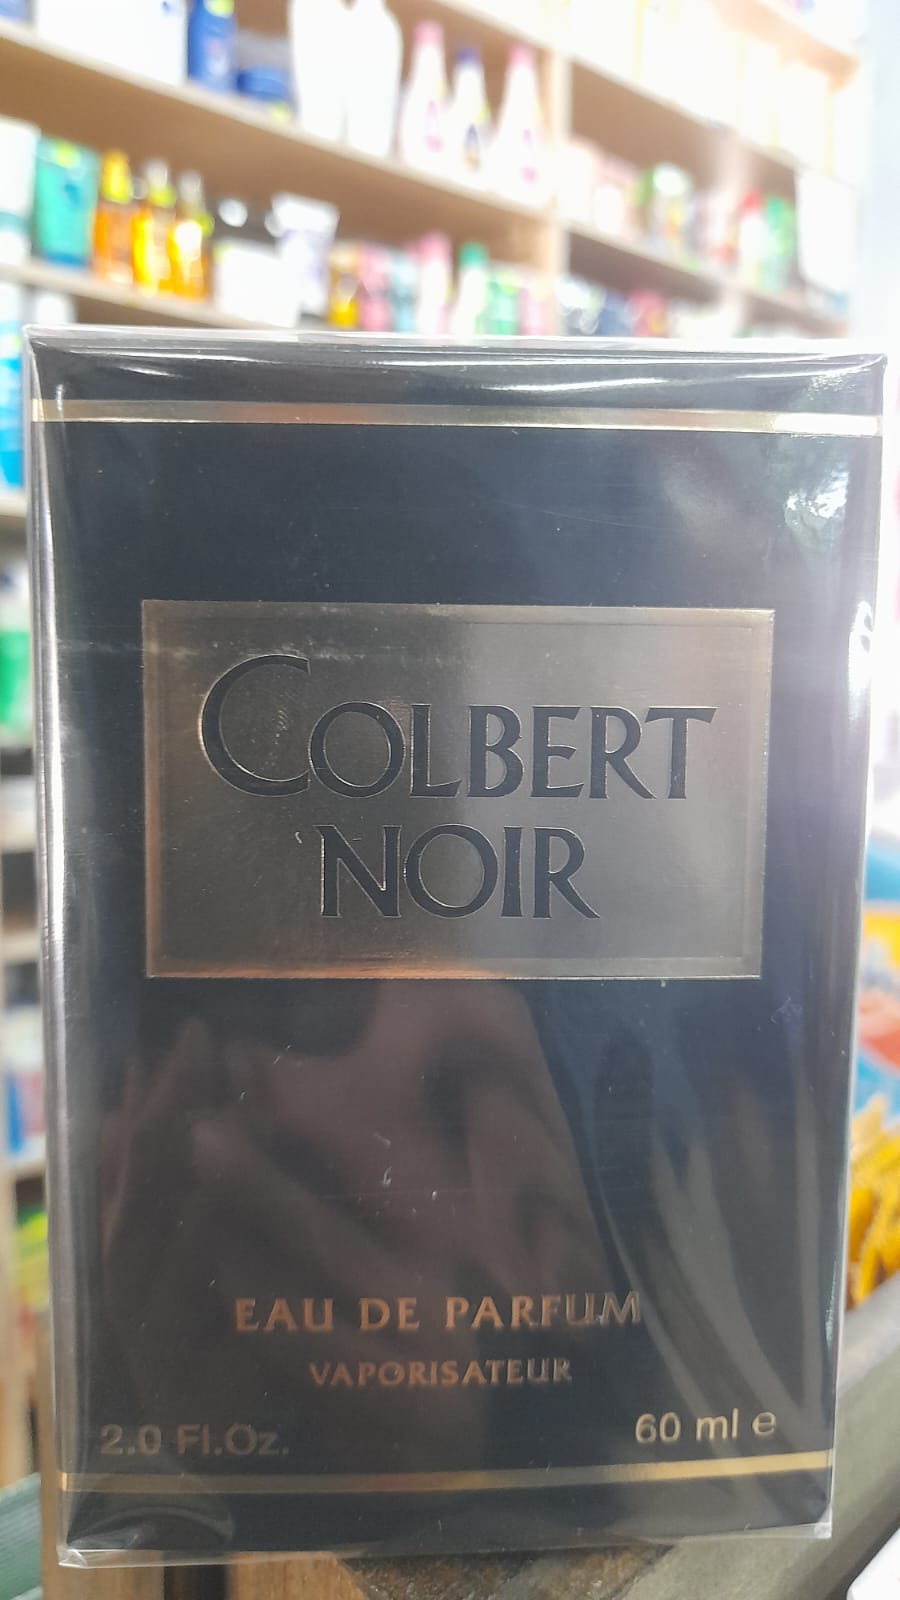 COLBERT
NOIR
EAU DE PARFUM
VAPORISATEUR
2.0 Fl.Oz.
60 ml e